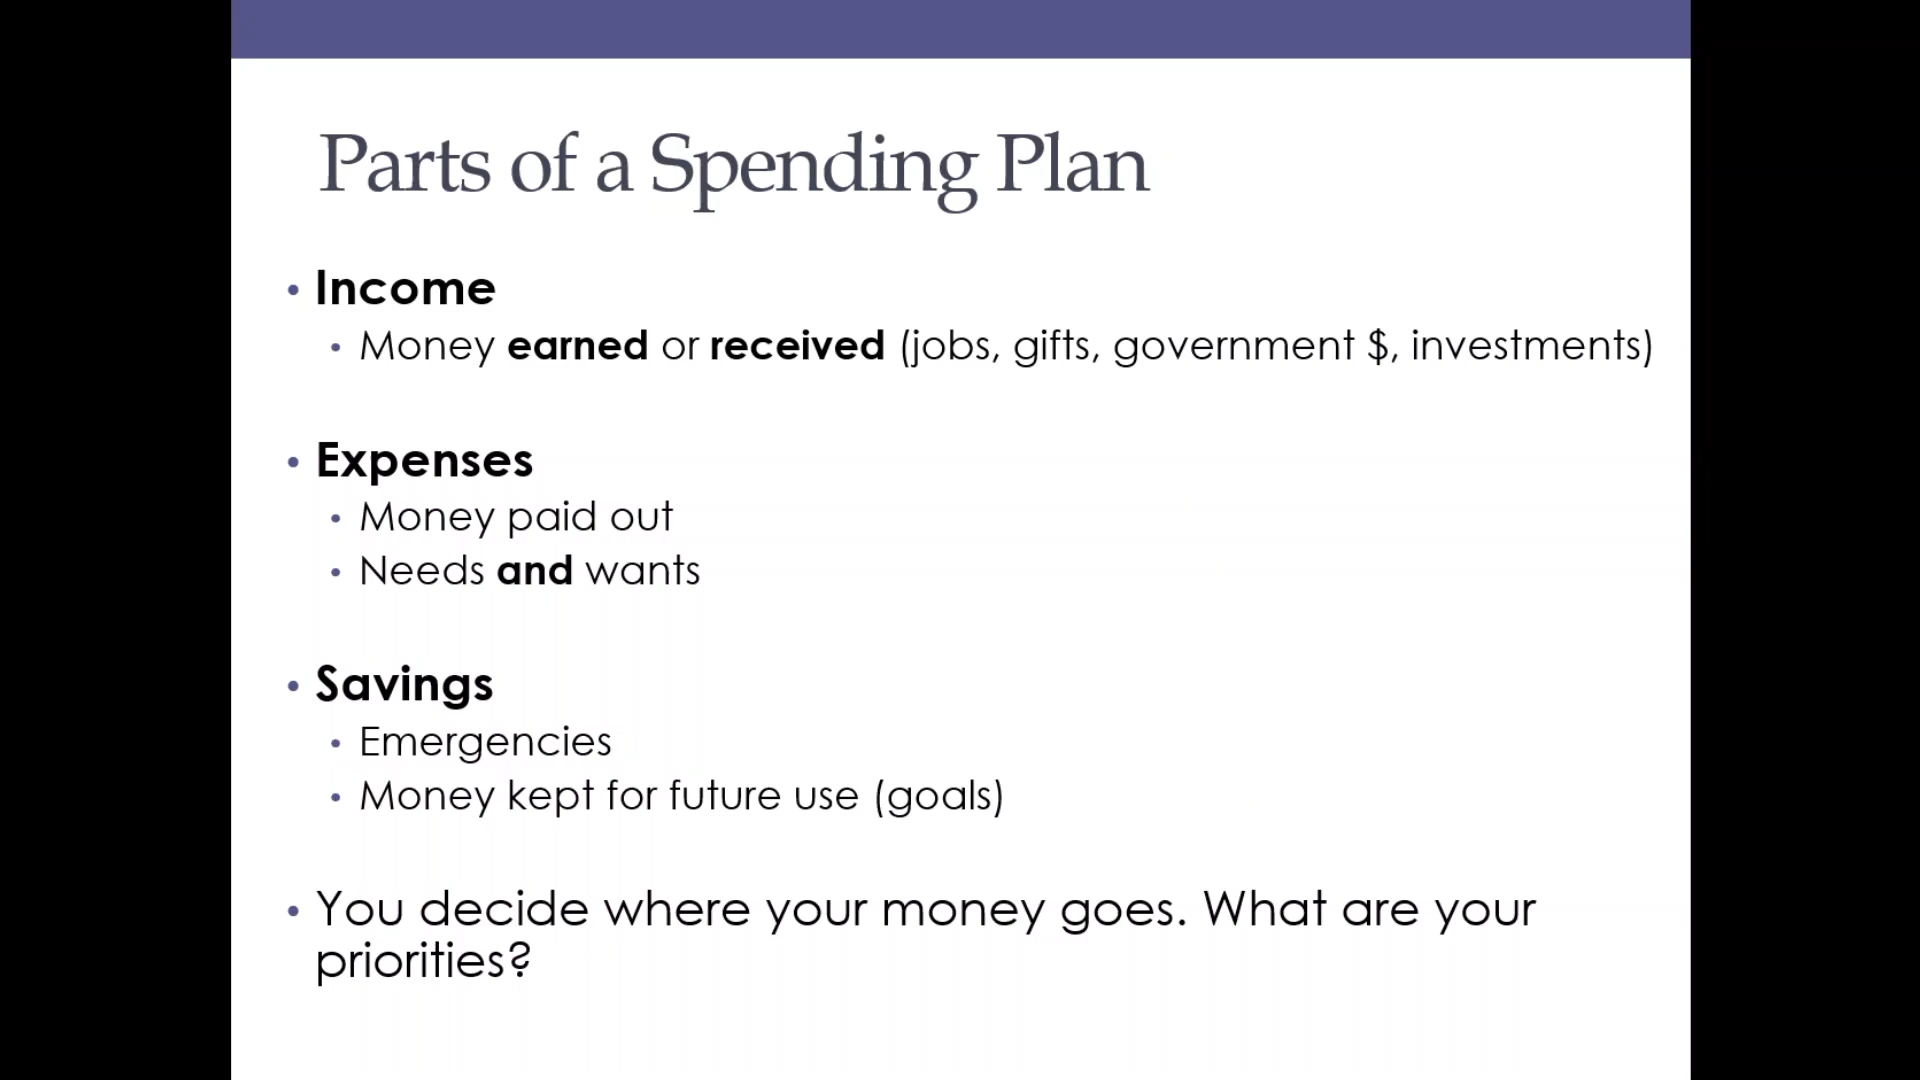 Parts of a Spending Plan
• Income
• Money earned or received (jobs, gifts, government $, investments)
• Expenses
• Money paid out
• Needs and wants
• Savings
• Emergencies
• Money kept for future use (goals)
• You decide where your money goes. What are your
priorities?